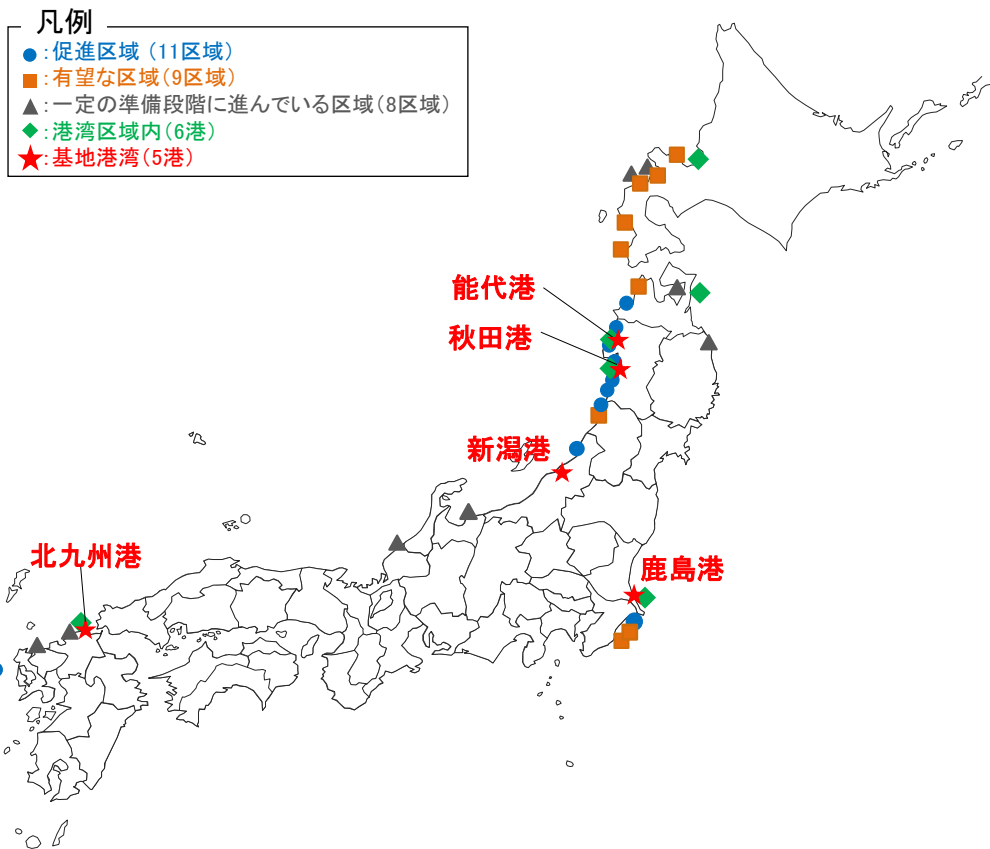 凡例
●:促進区域（11区域）
■:有望な区域（9区域）
▲:一定の準備段階に進んでいる区域（8区域）
◆:港湾区域内（6港）
★:基地港湾（5港）
能代港
秋田港
新潟港
北九州港
鹿島港